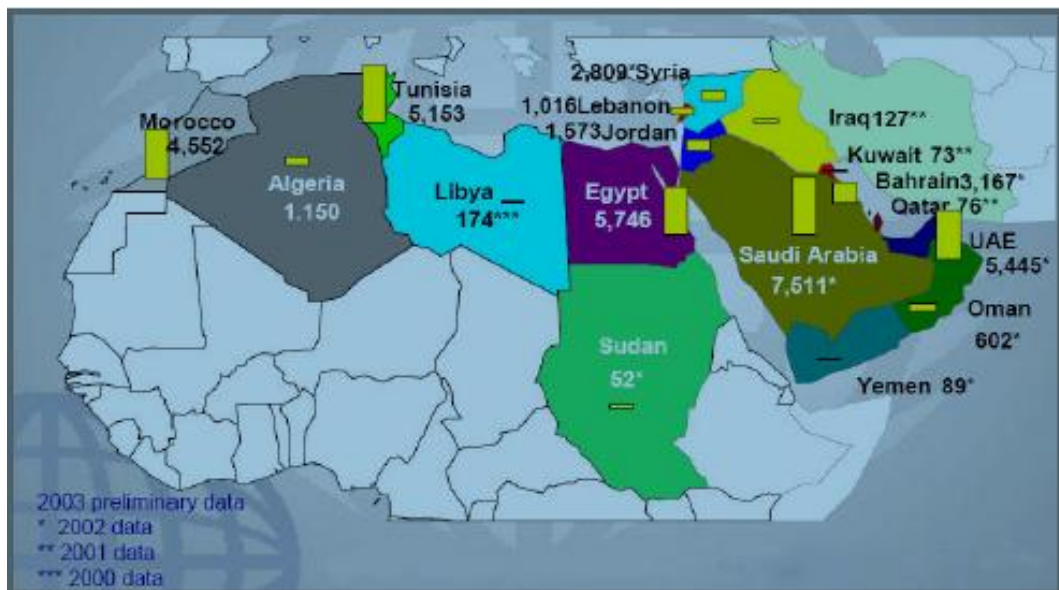 2,809*Syria
Tunisia
5,153
1,016Lebanon
Morocco
4,552
1,573Jordan
Iraq127**
Kuwait 73**
Bahrain3,167*
Qatar 76**
Algeria
1.150
Libya
174***
Egypt
5,746
Saudi Arabia
7,511*
UAE
5,445*
Oman
602*
Sudan
52*
Yemen 89*
2003 preliminary data
* 2002 data
** 2001 data
*** 2000 data